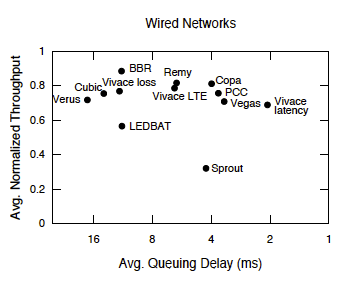 Wired Networks
Avg. Normalized Throughput
1
0.8
0.6
0.4
0.2
0
BBR
Remy
Cubic
Vivace loss
Copa
Verus
Vivace LTE
PCC
Vegas
Vivace
latency
LEDBAT
Sprout
16
8
4
2
1
Avg. Queuing Delay (ms)